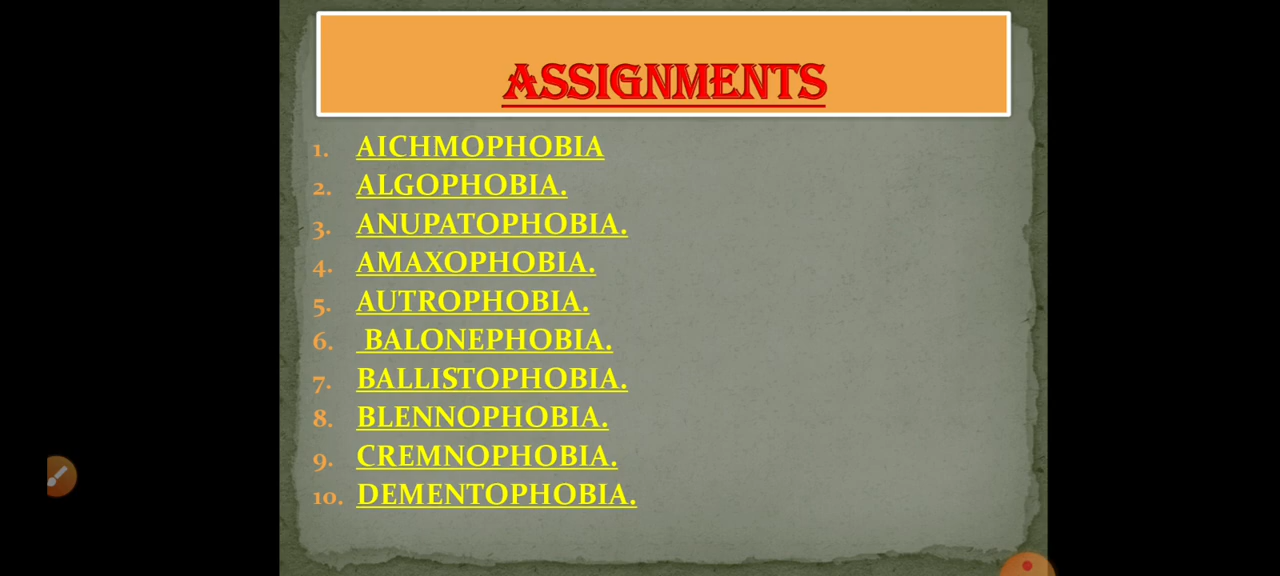 ASSIGNMENTS
1. AICHMOPHOBIA
2. ALGOPHOBIA.
3. ANUPATOPHOBIA.
4. AMAXOPHOBIA.
5. AUTROPHOBIA.
6. BALONEPHOBIA.
7. BALLISTOPHOBIA.
8. BLENNOPHOBIA.
9. CREMNOPHOBIA.
10. DEMENTOPHOBIA.